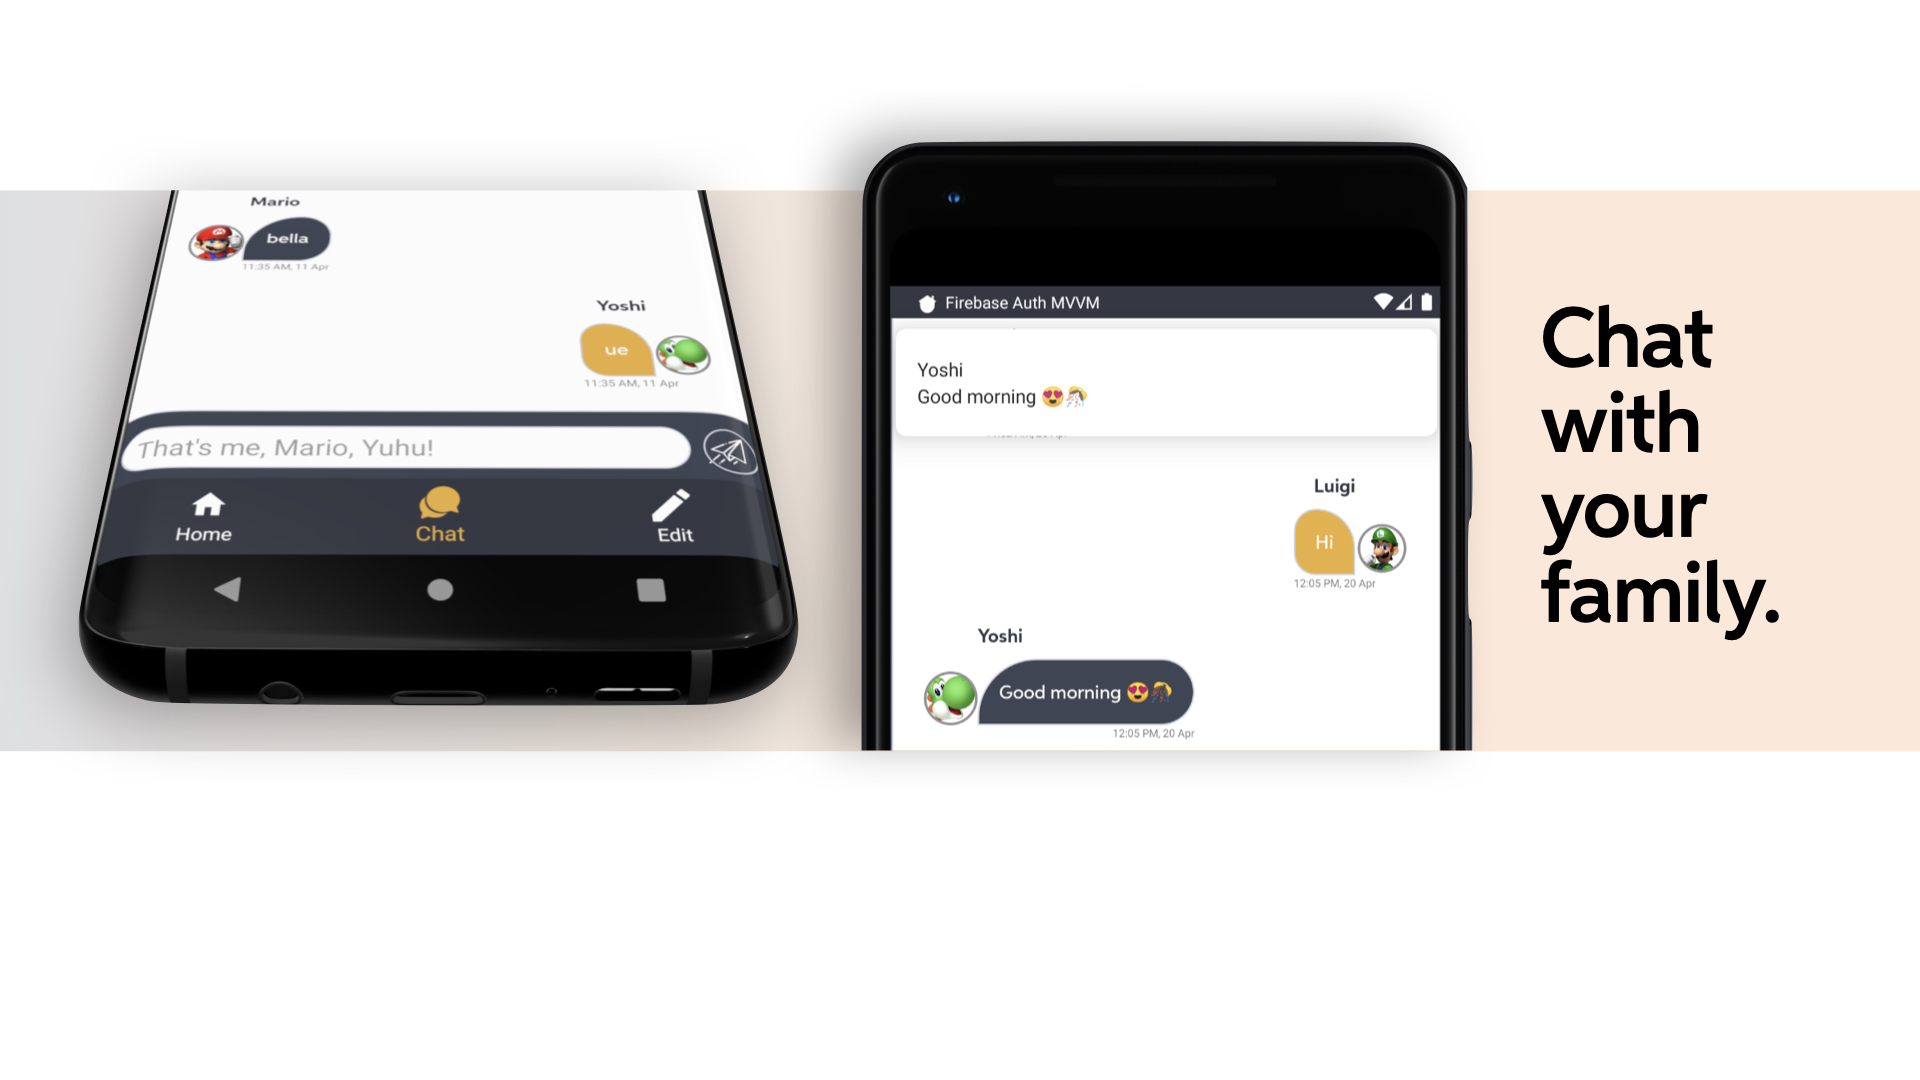 Mario
bella
11:35 AM, 11 Apr
Yoshi
ue
11:35 AM, 11 Apr
That's me, Mario, Yuhu!
Home
Chat
Edit
Firebase Auth MVVM
Yoshi
Good morning 😍🎊
Luigi
Hi
12:05 PM, 20 Apr
Yoshi
Good morning 😍🎊
12:05 PM, 20 Apr
Chat
with
your
family.